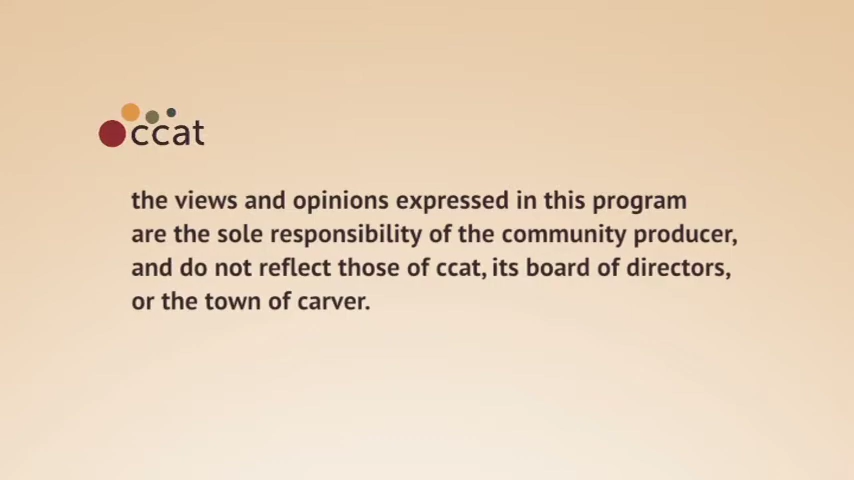 ccat
the views and opinions expressed in this program
are the sole responsibility of the community producer,
and do not reflect those of ccat, its board of directors,
or the town of carver.